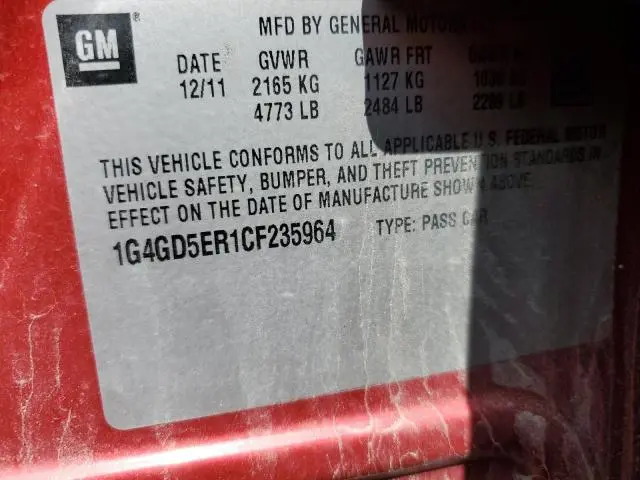 GM
MFD BY GENERAL MOTORS
DATE GVWR GAWR FRT
12/11 2165 KG 1127 KG
4773 LB 2484 LB
THIS VEHICLE CONFORMS TO ALL APPLICABLE U.S. FEDERAL MOTOR
VEHICLE SAFETY, BUMPER, AND THEFT PREVENTION STANDARDS IN
EFFECT ON THE DATE OF MANUFACTURE SHOWN ABOVE.
1G4GD5ER1CF235964 TYPE: PASS CAR